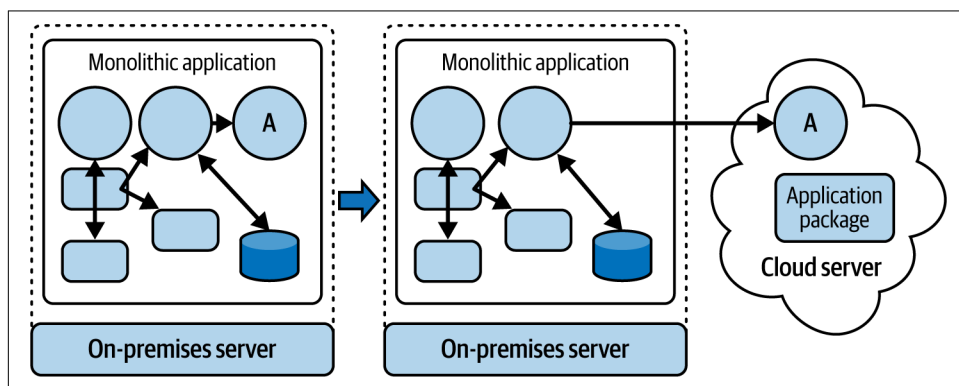 Monolithic application
A
On-premises server
Monolithic application
On-premises server
A
Application
package
Cloud server